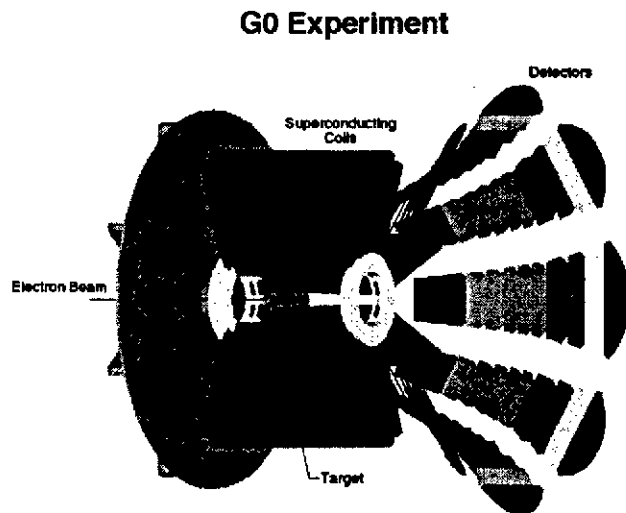 G0 Experiment
Detectors
Superconducting
Coils
Electron Beam
Target